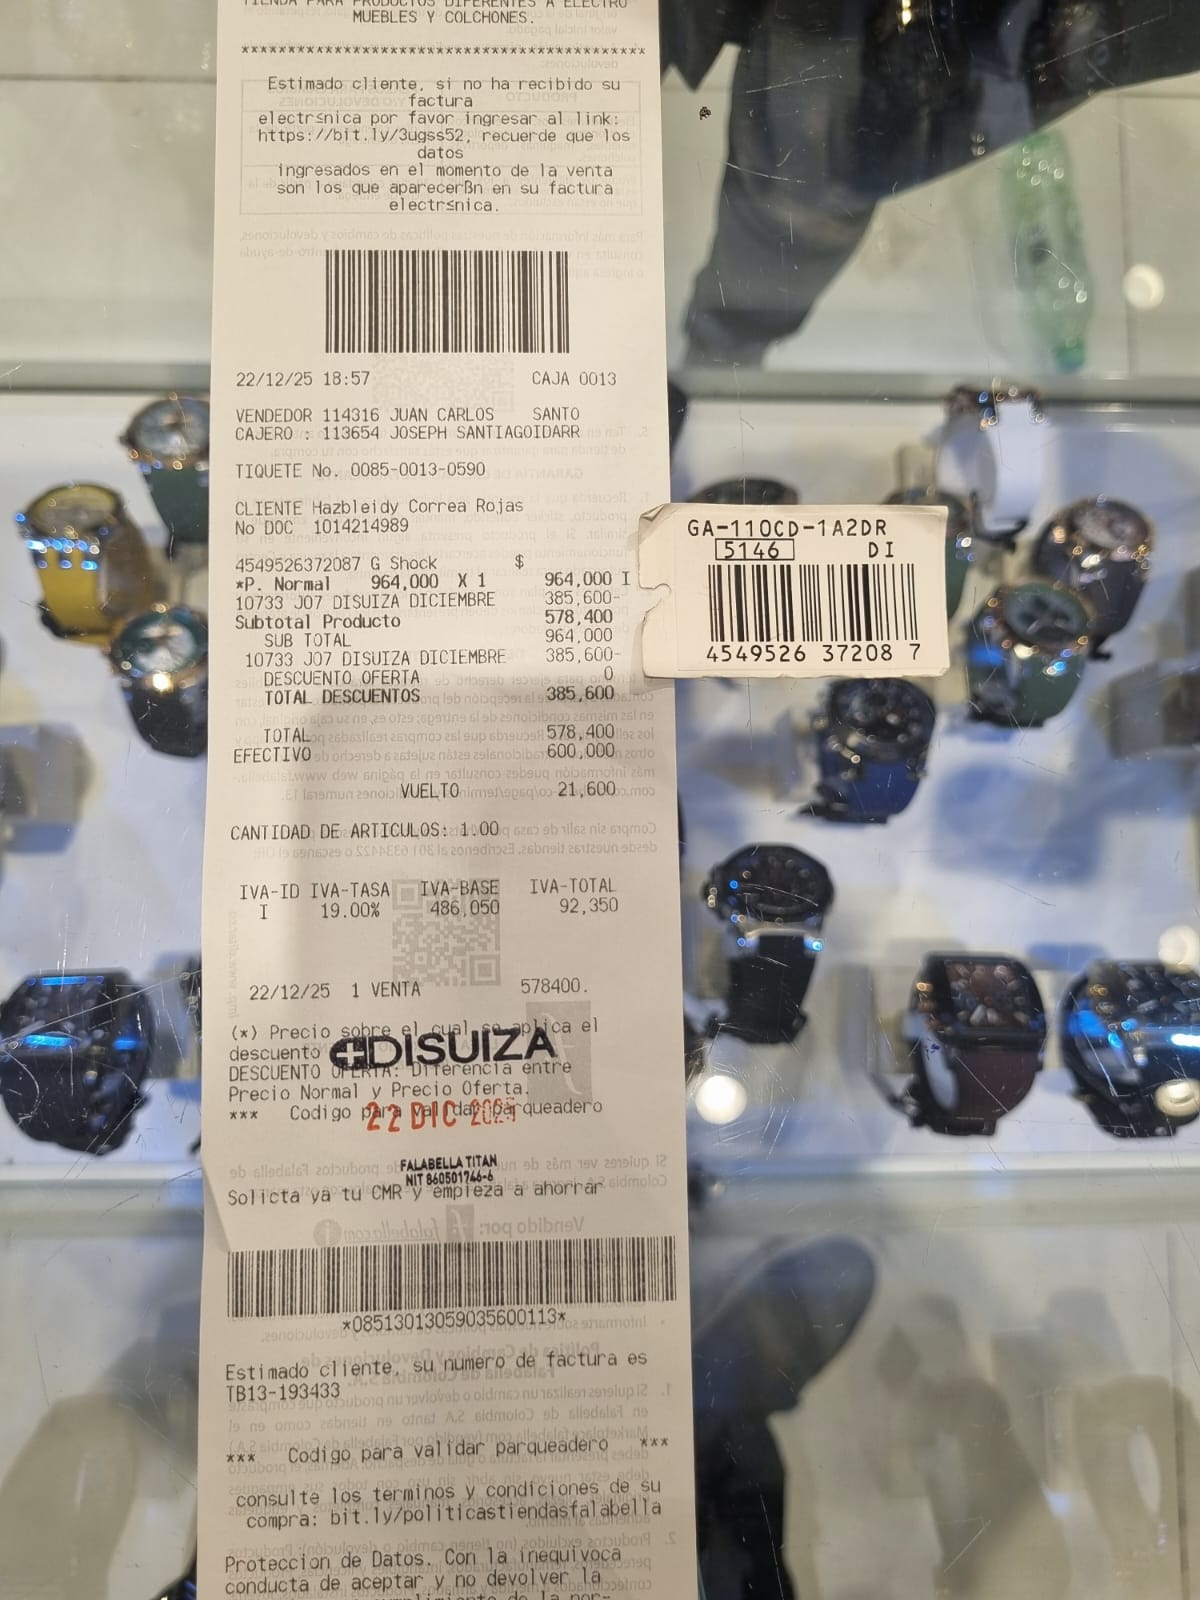 TIENDA PARA PRODUCTOS DIFERENTES A ELECTRO
MUEBLES Y COLCHONES.
******************************************
Estimado cliente, si no ha recibido su
factura
electr≤nica por favor ingresar al link:
https://bit.ly/3ugss52, recuerde que los
datos
ingresados en el momento de la venta
son los que aparecerßn en su factura
electr≤nica.
22/12/25 18:57 CAJA 0013
VENDEDOR 114316 JUAN CARLOS SANTO
CAJERO : 113654 JOSEPH SANTIAGOIDARR
TIQUETE No. 0085-0013-0590
CLIENTE Hazbleidy Correa Rojas
No DOC 1014214989
4549526372087 G Shock $
*P. Normal 964,000 X 1 964,000 I
10733 J07 DISUIZA DICIEMBRE 385,600-
Subtotal Producto 578,400
SUB TOTAL 964,000
10733 J07 DISUIZA DICIEMBRE 385,600-
DESCUENTO OFERTA 0
TOTAL DESCUENTOS 385,600
TOTAL 578,400
EFECTIVO 600,000
VUELTO 21,600
CANTIDAD DE ARTICULOS: 1.00
IVA-ID IVA-TASA IVA-BASE IVA-TOTAL
I 19.00% 486,050 92,350
22/12/25 1 VENTA 578400.
(*) Precio sobre el cual se aplica el
descuento
DISUIZA
DESCUENTO OFERTA: Diferencia entre
Precio Normal y Precio Oferta.
*** Codigo para validar parqueadero
22 DIC 2025
FALABELLA TITAN
NIT 860501746-6
Solicta ya tu CMR y empieza a ahorrar
*08513013059035600113*
Estimado cliente, su numero de factura es
TB13-193433
*** Codigo para validar parqueadero ***
consulte los terminos y condiciones de su
compra: bit.ly/politicastiendasfalabella
Proteccion de Datos. Con la inequivoca
conducta de aceptar y no devolver la
GA-110CD-1A2DR
5146 DI
4549526 37208 7